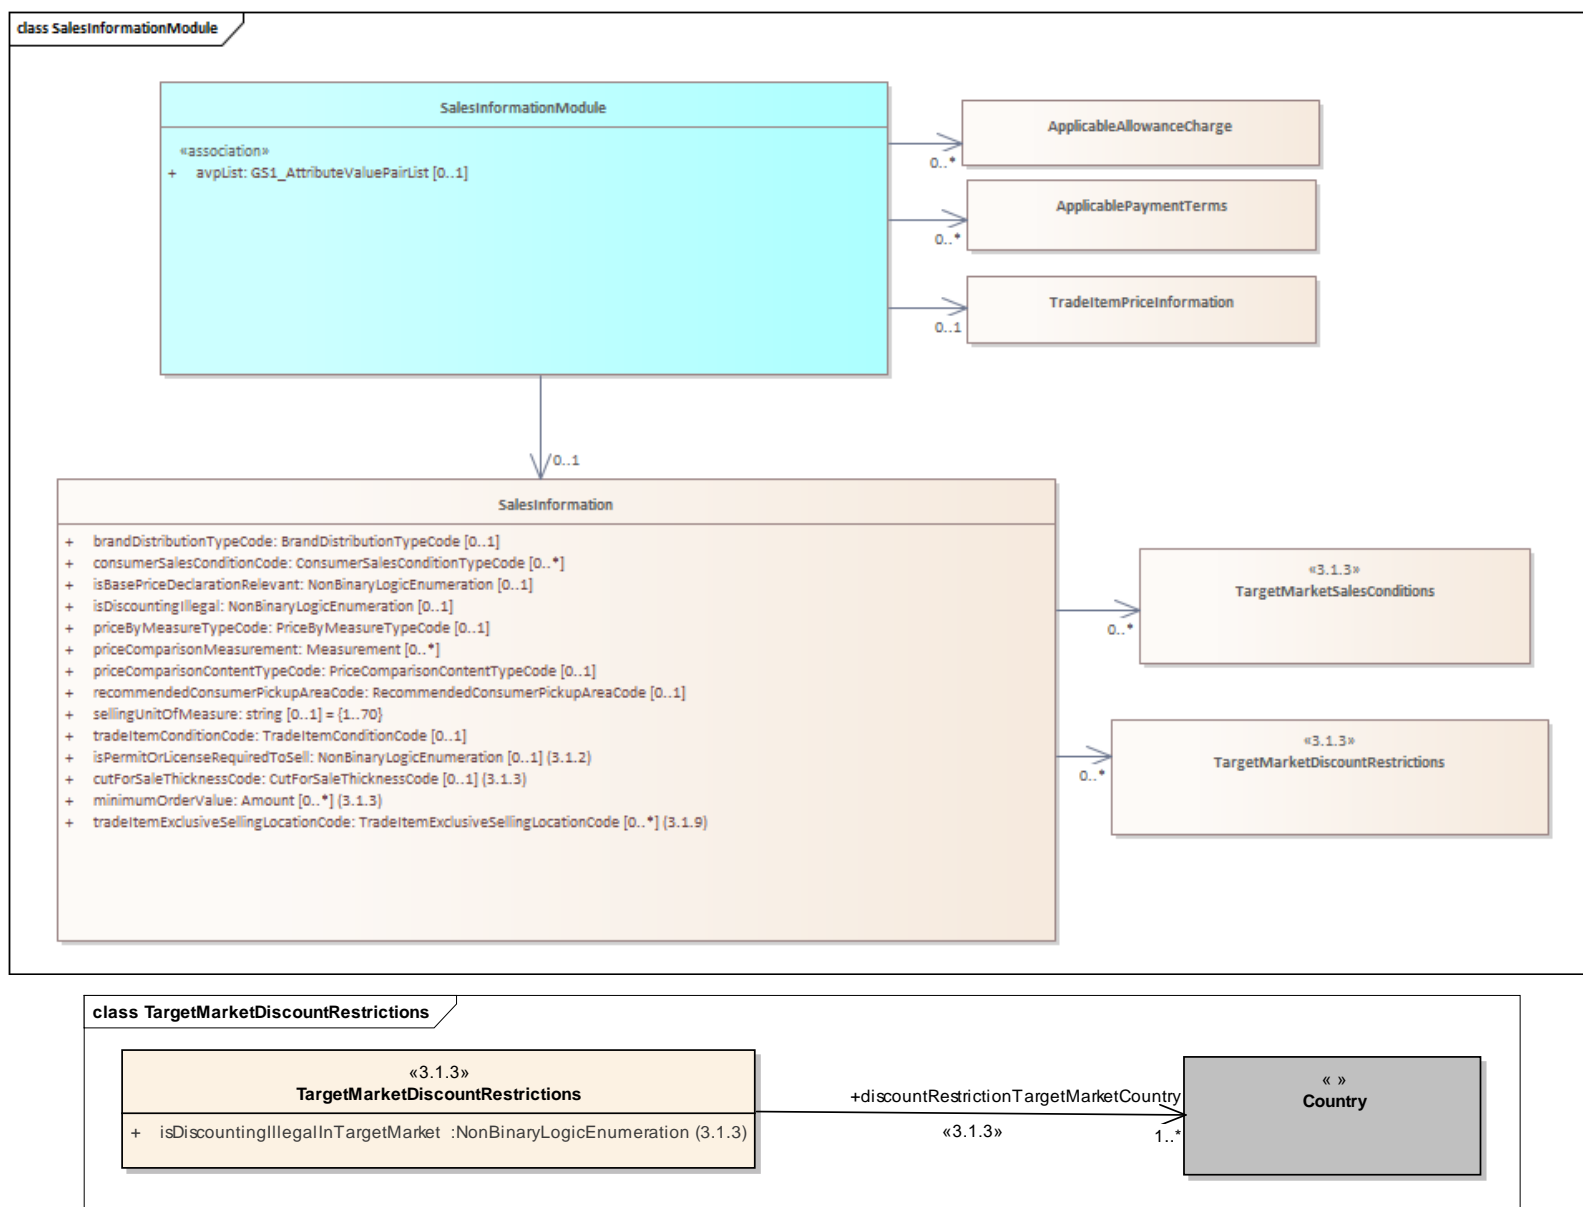 class SalesInformationModule
SalesInformationModule
«association»
+ avpList: GS1_AttributeValuePairList [0..1]
ApplicableAllowanceCharge
0..*
ApplicablePaymentTerms
0..*
TradeItemPriceInformation
0..1
0..1
SalesInformation
+ brandDistributionTypeCode: BrandDistributionTypeCode [0..1]
+ consumerSalesConditionCode: ConsumerSalesConditionTypeCode [0..*]
+ isBasePriceDeclarationRelevant: NonBinaryLogicEnumeration [0..1]
+ isDiscountingIllegal: NonBinaryLogicEnumeration [0..1]
+ priceByMeasureTypeCode: PriceByMeasureTypeCode [0..1]
+ priceComparisonMeasurement: Measurement [0..*]
+ priceComparisonContentTypeCode: PriceComparisonContentTypeCode [0..1]
+ recommendedConsumerPickupAreaCode: RecommendedConsumerPickupAreaCode [0..1]
+ sellingUnitOfMeasure: string [0..1] = {1..70}
+ tradeItemConditionCode: TradeItemConditionCode [0..1]
+ isPermitOrLicenseRequiredToSell: NonBinaryLogicEnumeration [0..1] (3.1.2)
+ cutForSaleThicknessCode: CutForSaleThicknessCode [0..1] (3.1.3)
+ minimumOrderValue: Amount [0..*] (3.1.3)
+ tradeItemExclusiveSellingLocationCode: TradeItemExclusiveSellingLocationCode [0..*] (3.1.9)
«3.1.3»
TargetMarketSalesConditions
0..*
«3.1.3»
TargetMarketDiscountRestrictions
0..*
class TargetMarketDiscountRestrictions
«3.1.3»
TargetMarketDiscountRestrictions
+ isDiscountingIllegalInTargetMarket :NonBinaryLogicEnumeration (3.1.3)
+discountRestrictionTargetMarketCountry
«3.1.3»
1..*
« »
Country